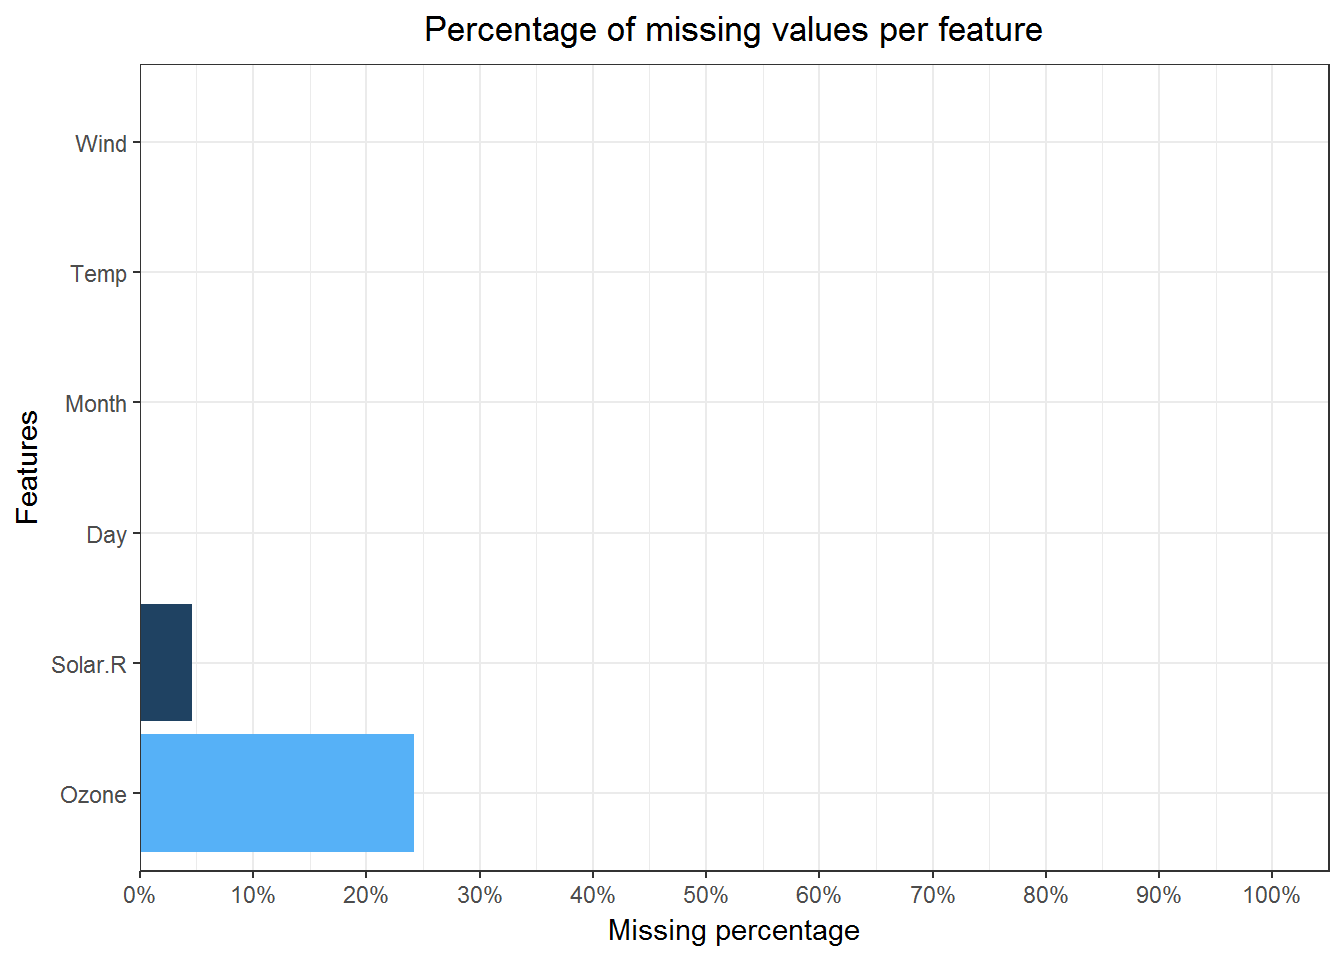 Percentage of missing values per feature
Features
Wind
Temp
Month
Day
Solar.R
Ozone
0% 10% 20% 30% 40% 50% 60% 70% 80% 90% 100%
Missing percentage